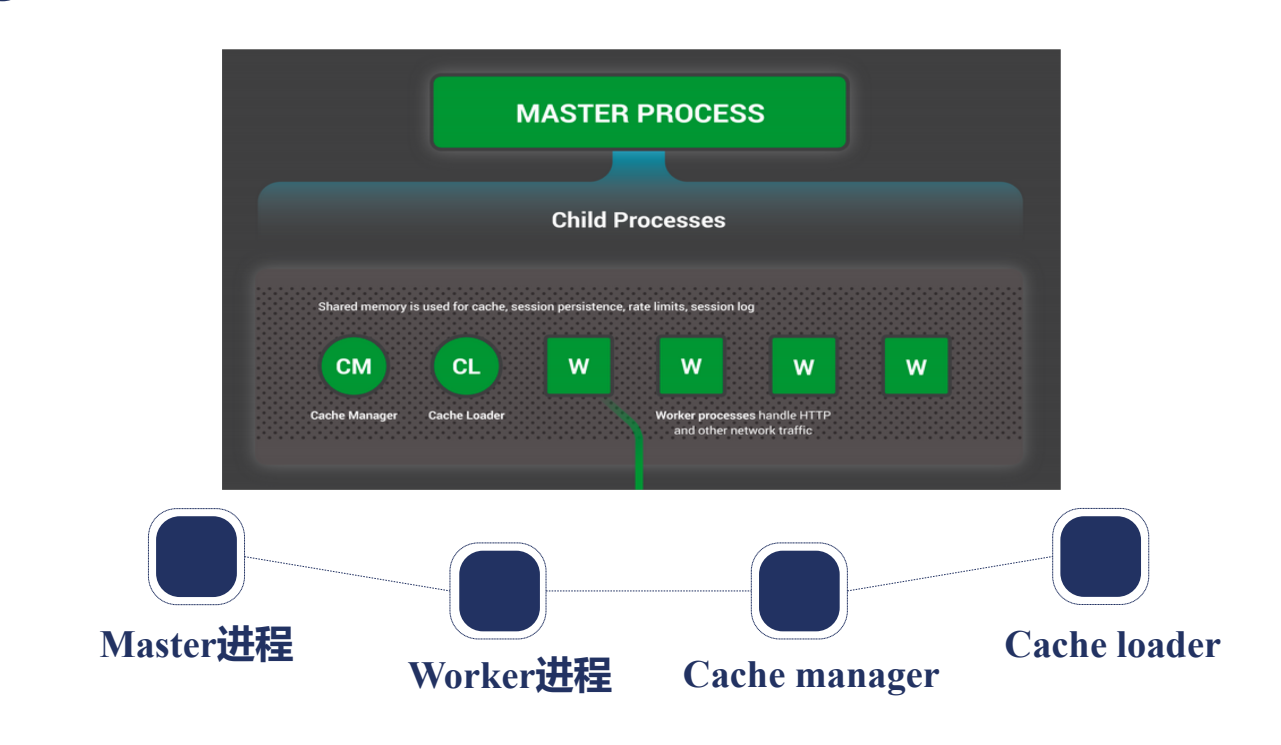 MASTER PROCESS
Child Processes
Shared memory is used for cache, session persistence, rate limits, session log
CM
CL
W
W
W
W
Cache Manager
Cache Loader
Worker processes handle HTTP
and other network traffic
Master进程
Worker进程
Cache manager
Cache loader